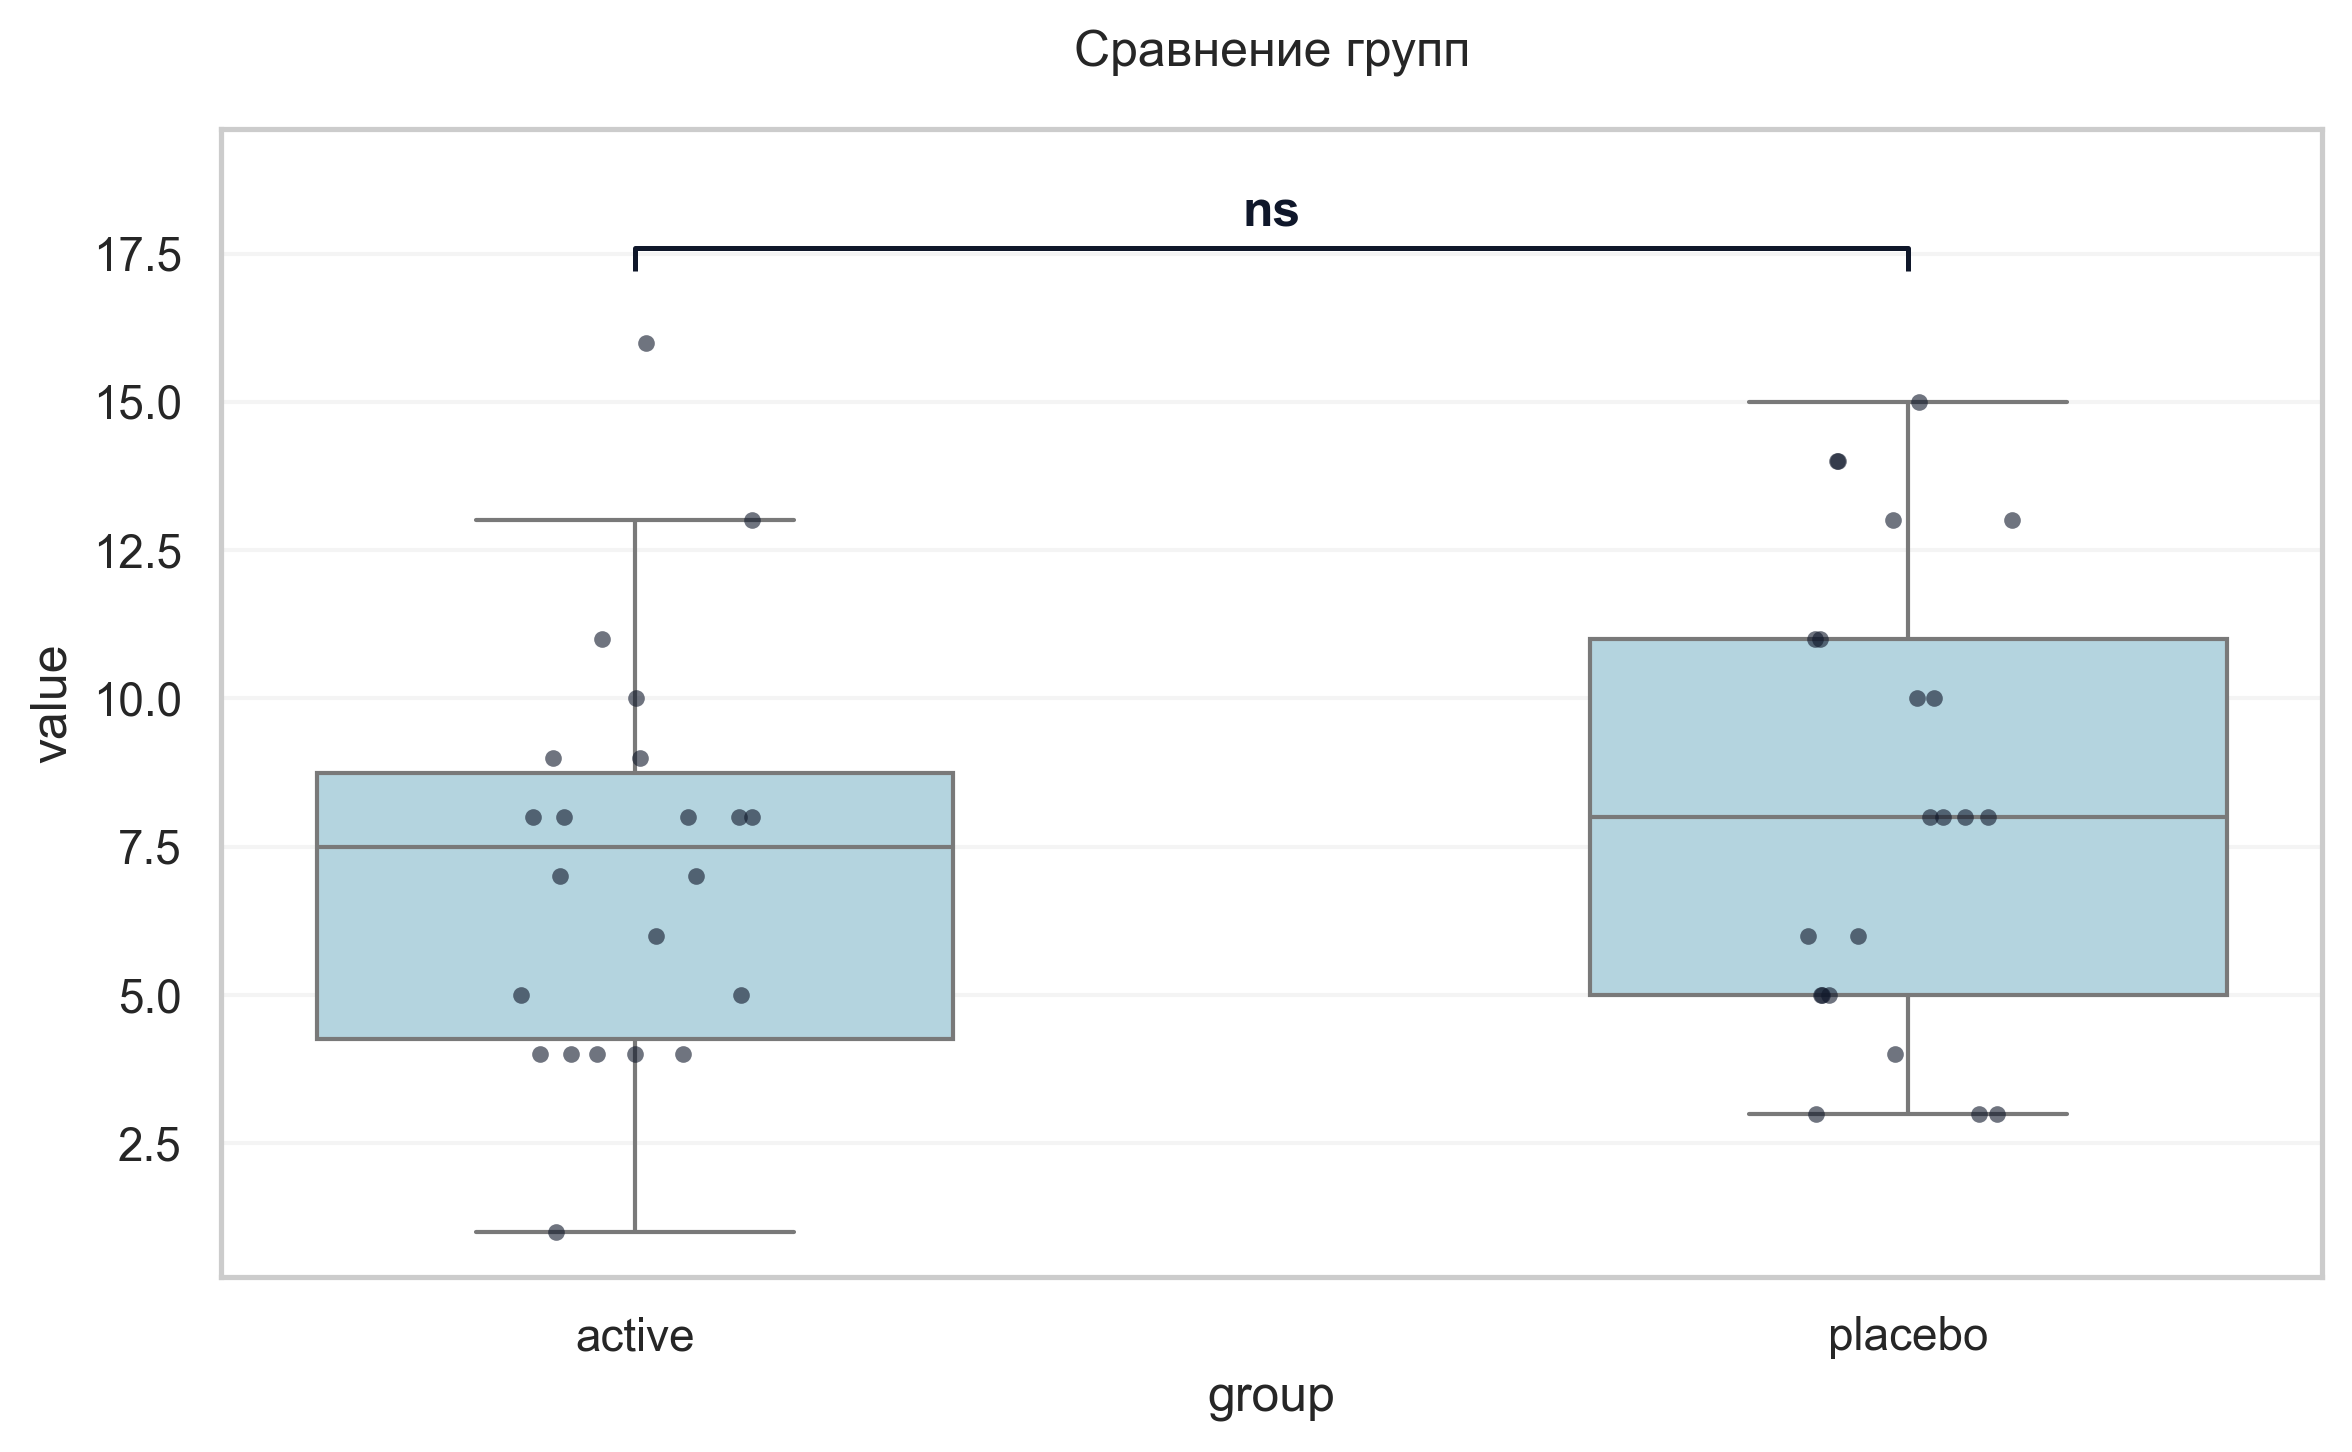 Сравнение групп
ns
17.5
15.0
12.5
10.0
7.5
5.0
2.5
value
active
placebo
group